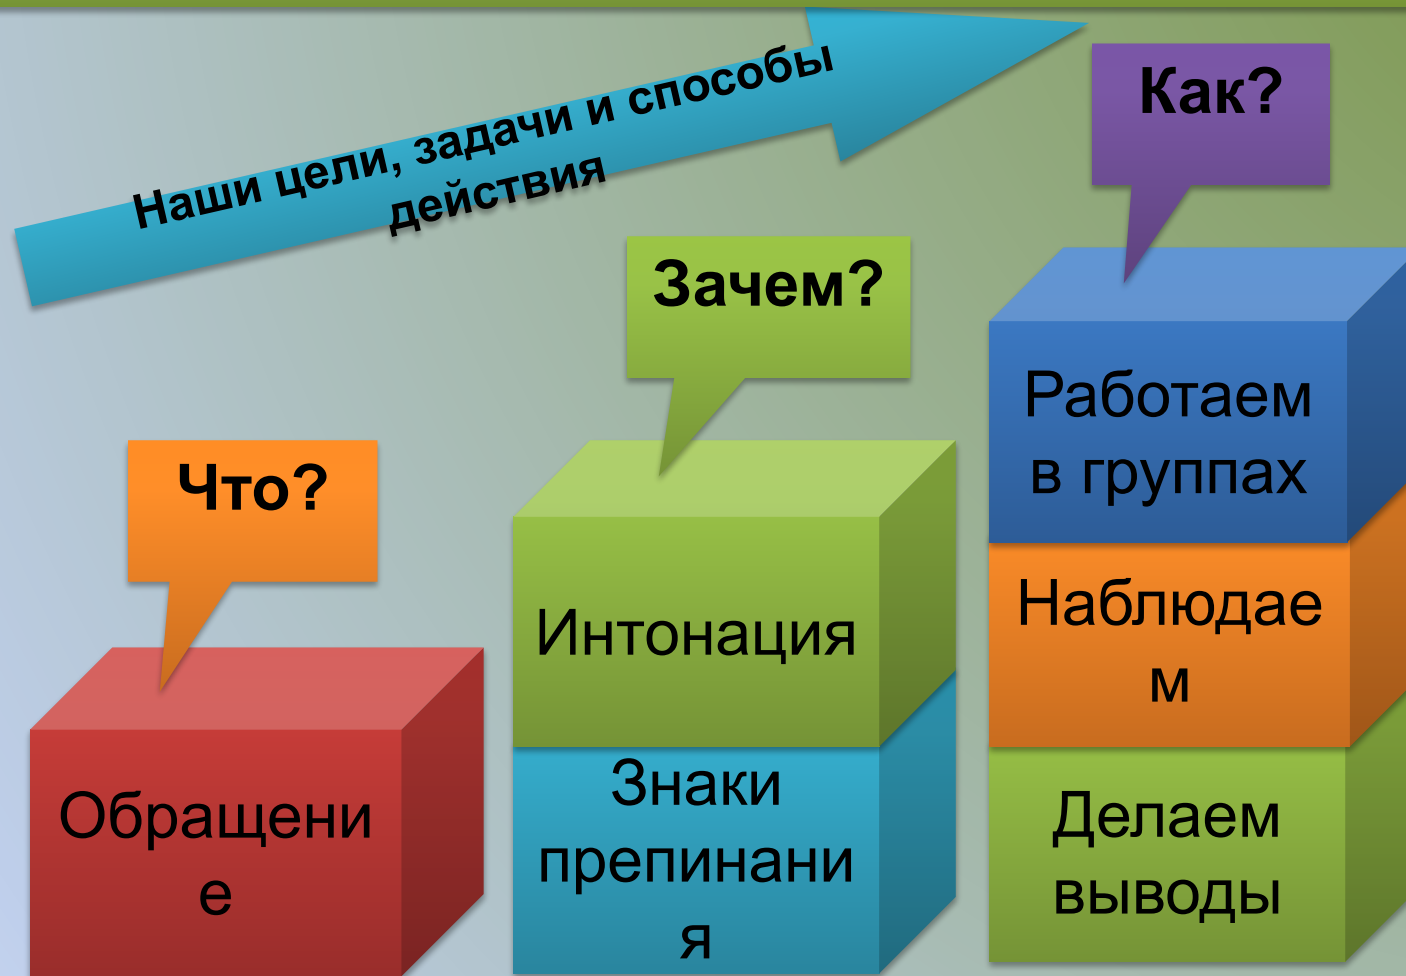 Наши цели, задачи и способы
действия
Что?
Обращени
е
Зачем?
Интонация
Знаки
препинани
я
Как?
Работаем
в группах
Наблюдае
м
Делаем
выводы